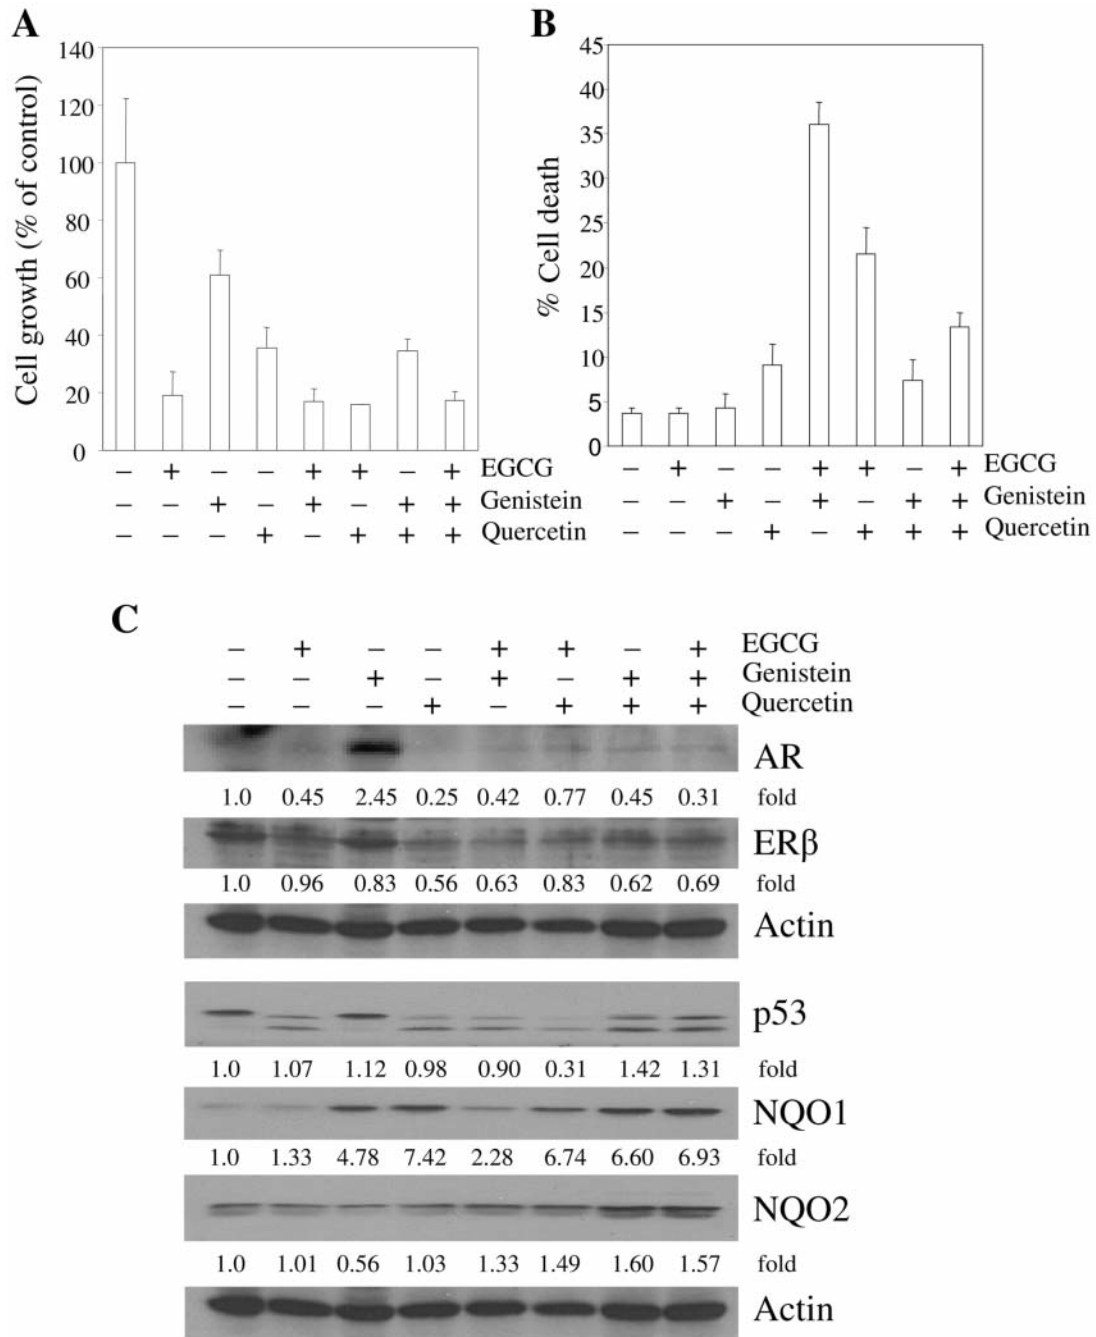 A
Cell growth (% of control)
140
120
100
80
60
40
20
0
− + − − + + − + EGCG
− − + − + − + + Genistein
− − − + − + + + Quercetin
B
% Cell death
45
40
35
30
25
20
15
10
5
0
− + − − + + − + EGCG
− − + − + − + + Genistein
− − − + − + + + Quercetin
C
− + − − + + − + EGCG
− − + − + − + + Genistein
− − − + − + + + Quercetin
AR
1.0 0.45 2.45 0.25 0.42 0.77 0.45 0.31 fold
ERβ
1.0 0.96 0.83 0.56 0.63 0.83 0.62 0.69 fold
Actin
p53
1.0 1.07 1.12 0.98 0.90 0.31 1.42 1.31 fold
NQO1
1.0 1.33 4.78 7.42 2.28 6.74 6.60 6.93 fold
NQO2
1.0 1.01 0.56 1.03 1.33 1.49 1.60 1.57 fold
Actin